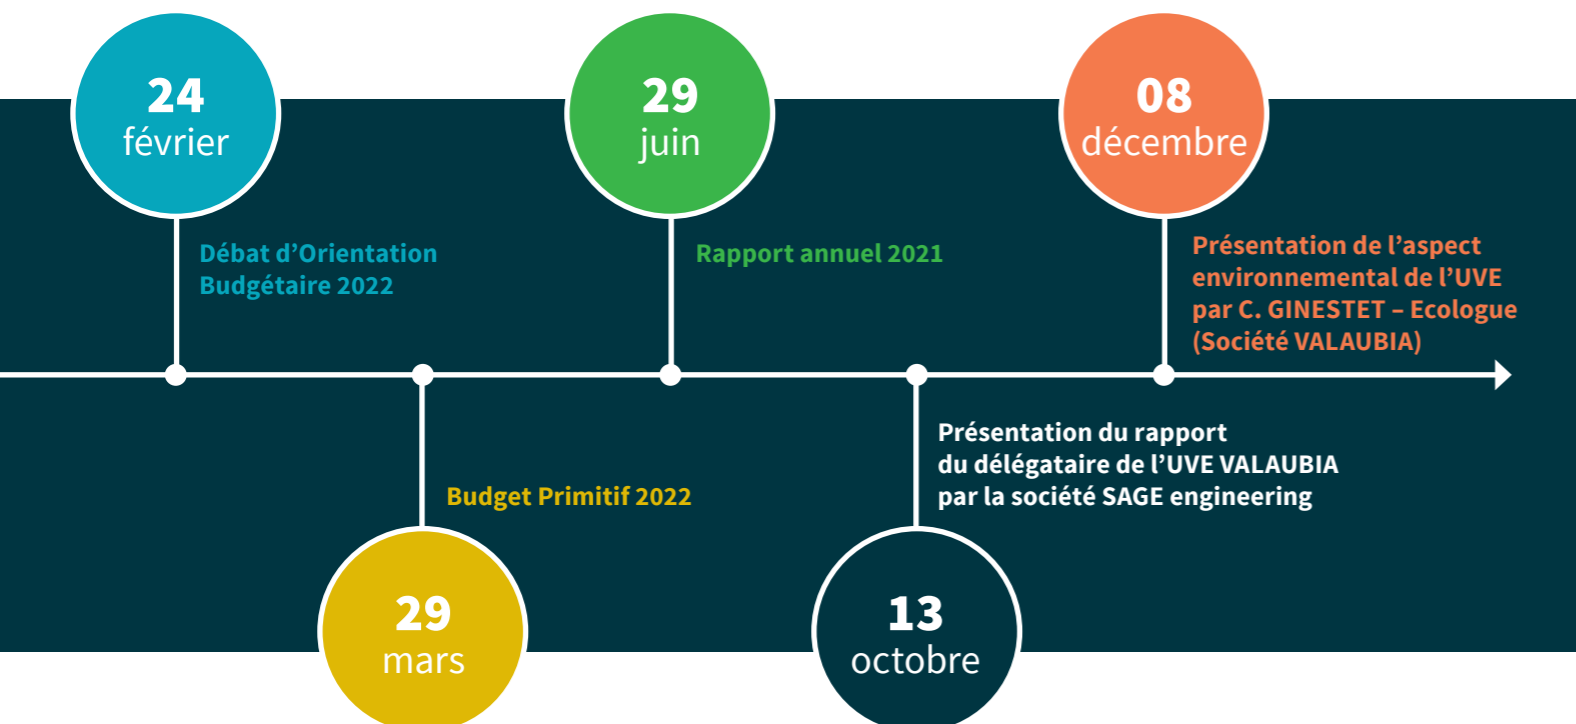 24
février
Débat d’Orientation
Budgétaire 2022
29
mars
Budget Primitif 2022
29
juin
Rapport annuel 2021
13
octobre
Présentation du rapport
du délégataire de l’UVE VALAUBIA
par la société SAGE engineering
08
décembre
Présentation de l’aspect
environnemental de l’UVE
par C. GINESTET – Ecologue
(Société VALAUBIA)